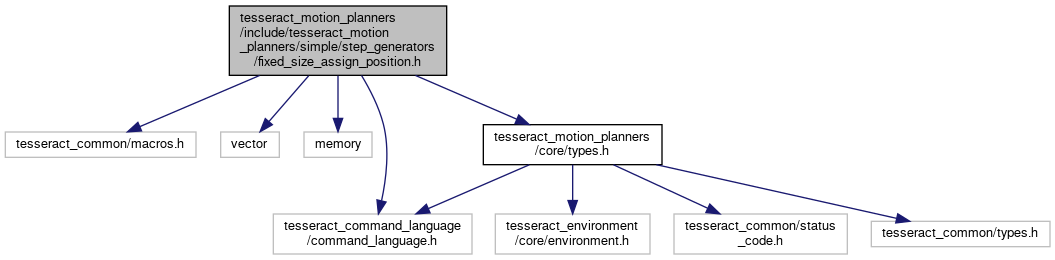 tesseract_motion_planners
/include/tesseract_motion
_planners/simple/step_generators
/fixed_size_assign_position.h
tesseract_common/macros.h
vector
memory
tesseract_motion_planners
/core/types.h
tesseract_command_language
/command_language.h
tesseract_environment
/core/environment.h
tesseract_common/status
_code.h
tesseract_common/types.h